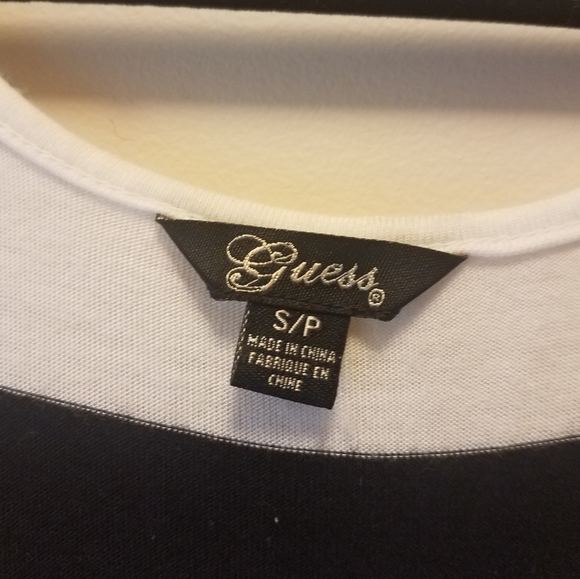 Guess®
S/P
MADE IN CHINA
FABRIQUE EN
CHINE